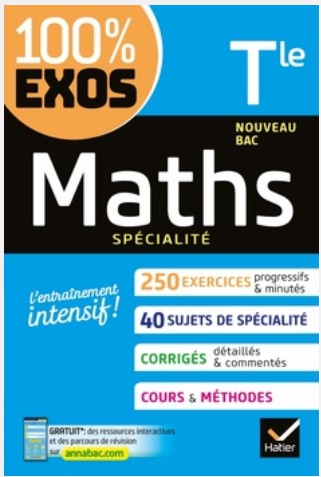 100%
EXOS
Tle
NOUVEAU
BAC
Maths
SPÉCIALITÉ
l'entraînement
intensif !
250 EXERCICES progressifs
& minutés
40 SUJETS DE SPÉCIALITÉ
CORRIGÉS détaillés
& commentés
COURS & MÉTHODES
GRATUIT*: des ressources interactives
et des parcours de révision
sur annabac.com
Hatier